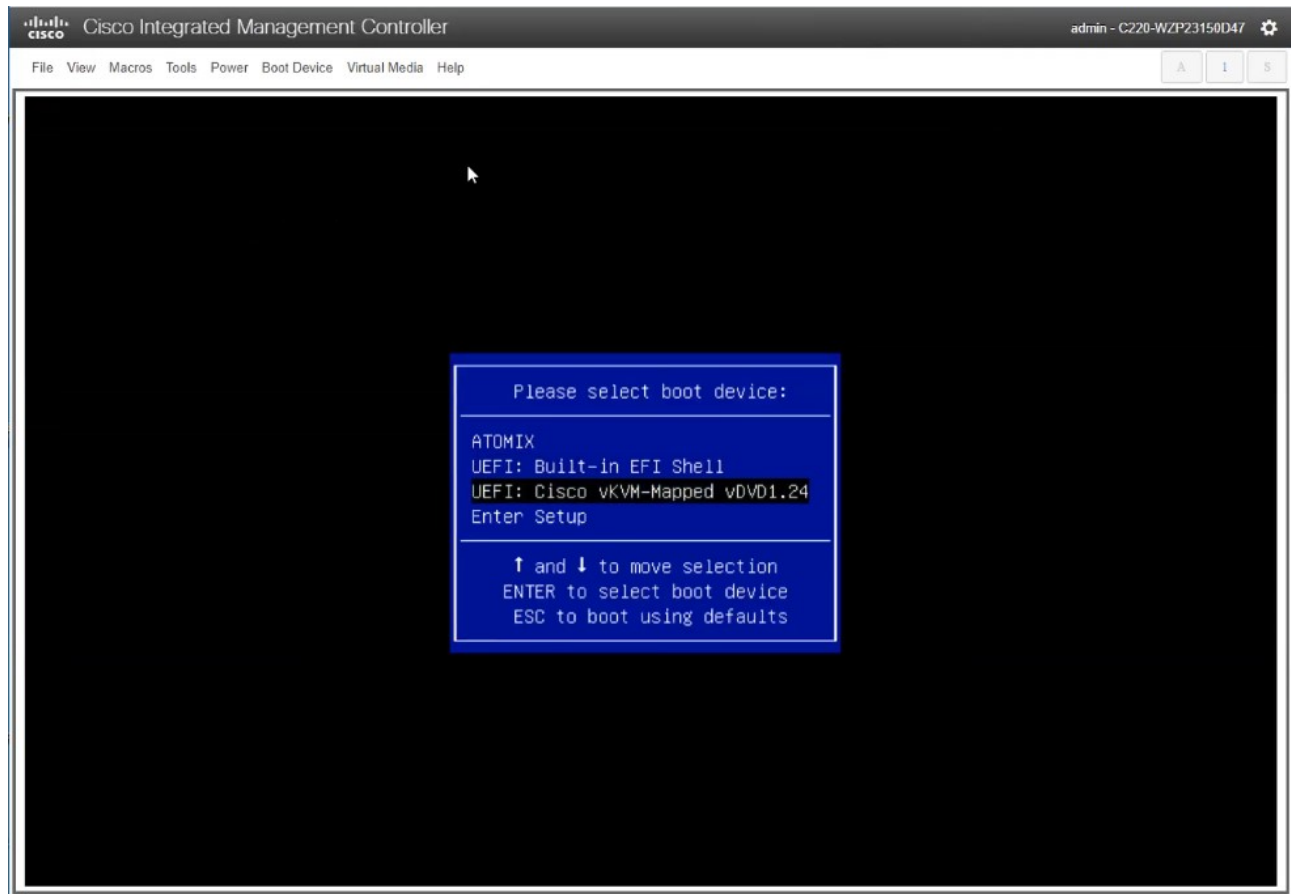 cisco Cisco Integrated Management Controller admin - C220-WZP23150D47
File View Macros Tools Power Boot Device Virtual Media Help A 1 S
Please select boot device:
ATOMIX
UEFI: Built-in EFI Shell
UEFI: Cisco vKVM-Mapped vDVD1.24
Enter Setup
↑ and ↓ to move selection
ENTER to select boot device
ESC to boot using defaults